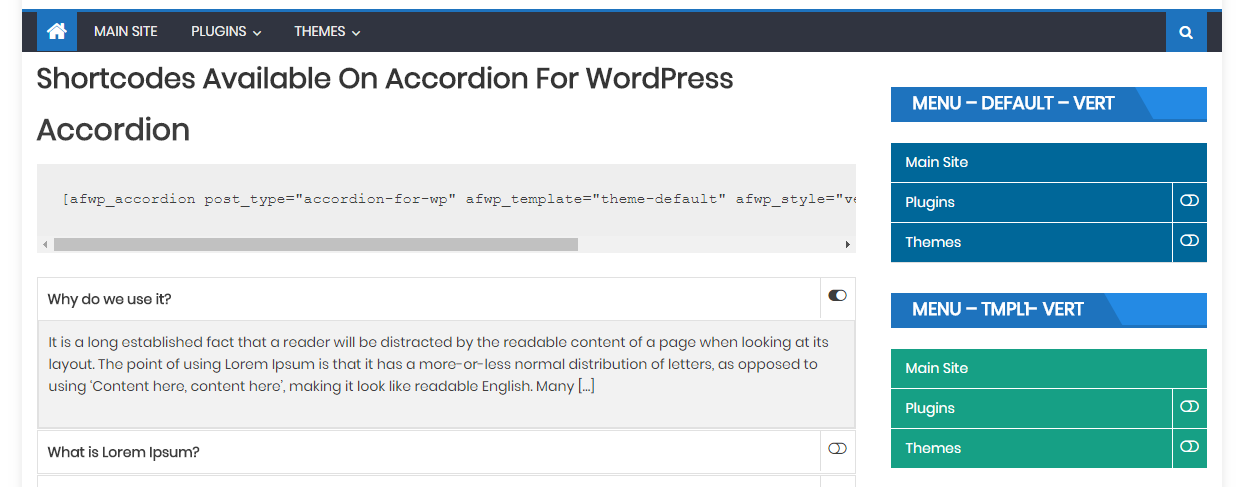 MAIN SITE PLUGINS THEMES
Shortcodes Available On Accordion For WordPress
Accordion
[afwp_accordion post_type="accordion-for-wp" afwp_template="theme-default" afwp_style="ve
Why do we use it?
It is a long established fact that a reader will be distracted by the readable content of a page when looking at its
layout. The point of using Lorem Ipsum is that it has a more-or-less normal distribution of letters, as opposed to
using ‘Content here, content here’, making it look like readable English. Many [...]
What is Lorem Ipsum?
MENU – DEFAULT – VERT
Main Site
Plugins
Themes
MENU – TMPL1- VERT
Main Site
Plugins
Themes